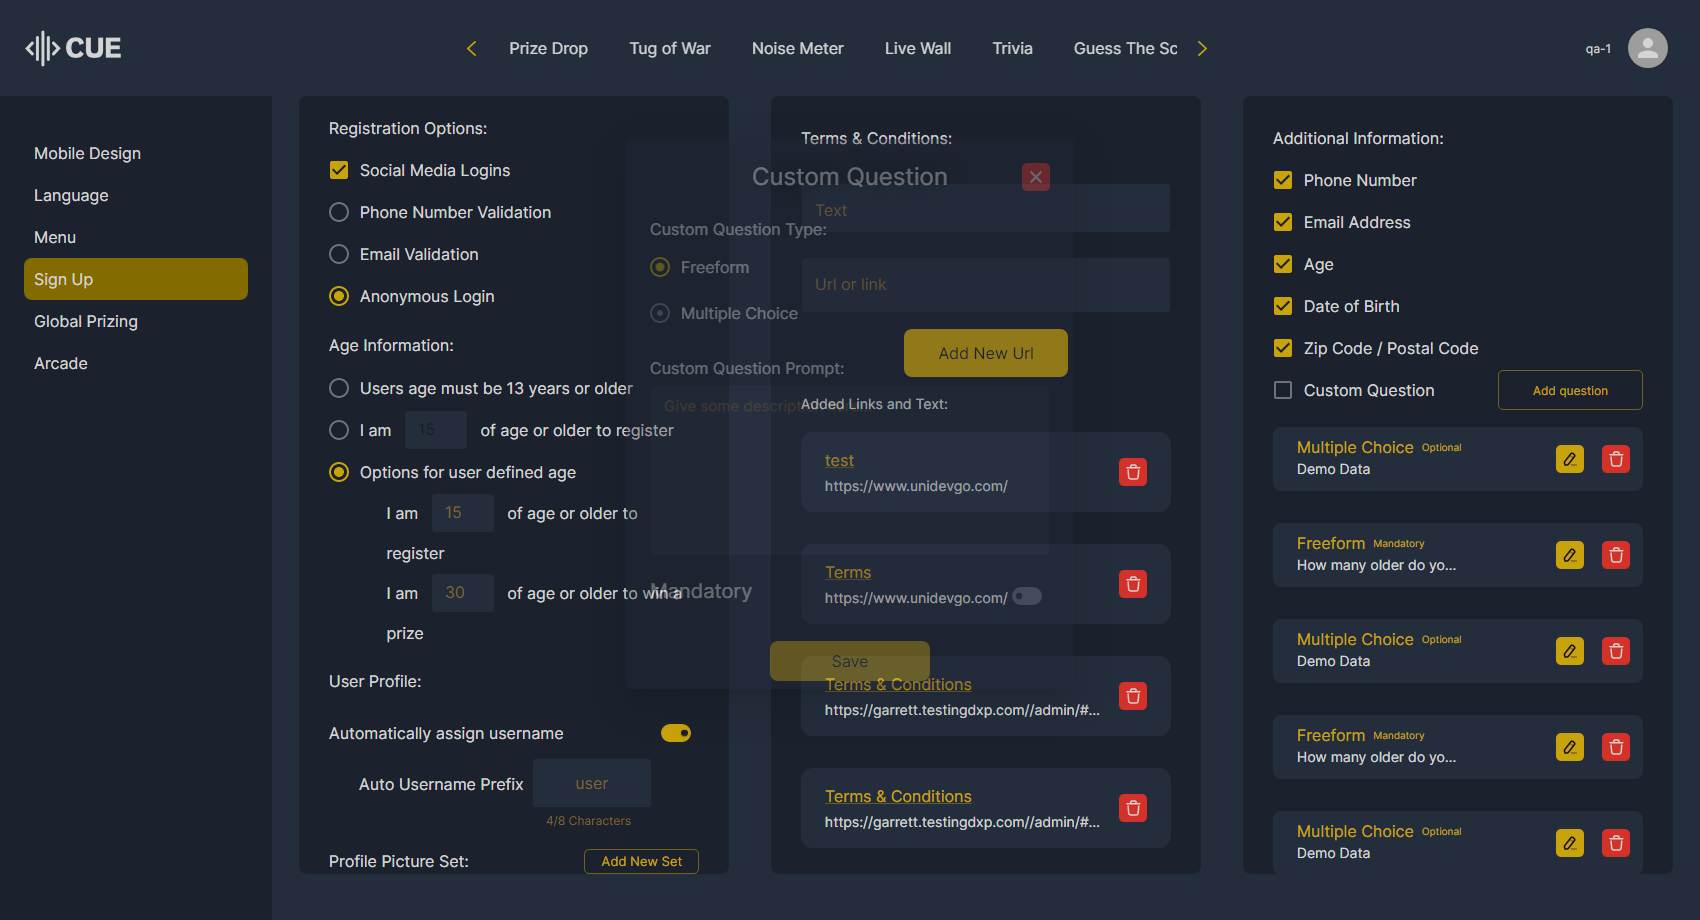 CUE
Prize Drop
Tug of War
Noise Meter
Live Wall
Trivia
Guess The Sc
qa-1
Mobile Design
Language
Menu
Sign Up
Global Prizing
Arcade
Registration Options:
Social Media Logins
Phone Number Validation
Email Validation
Anonymous Login
Age Information:
Users age must be 13 years or older
I am 15 of age or older to register
Options for user defined age
I am 15 of age or older to
register
I am 30 of age or older to win a
prize
User Profile:
Automatically assign username
Auto Username Prefix user
4/8 Characters
Profile Picture Set: Add New Set
Custom Question
Custom Question Type:
Freeform
Multiple Choice
Custom Question Prompt:
Give some
Mandatory
Save
Terms & Conditions:
Text
Url or link
Add New Url
Added Links and Text:
test
https://www.unidevgo.com/
Terms
https://www.unidevgo.com/
Terms & Conditions
https://garrett.testingdxp.com//admin/#...
Terms & Conditions
https://garrett.testingdxp.com//admin/#...
Additional Information:
Phone Number
Email Address
Age
Date of Birth
Zip Code / Postal Code
Custom Question Add question
Multiple Choice Optional
Demo Data
Freeform Mandatory
How many older do yo...
Multiple Choice Optional
Demo Data
Freeform Mandatory
How many older do yo...
Multiple Choice Optional
Demo Data